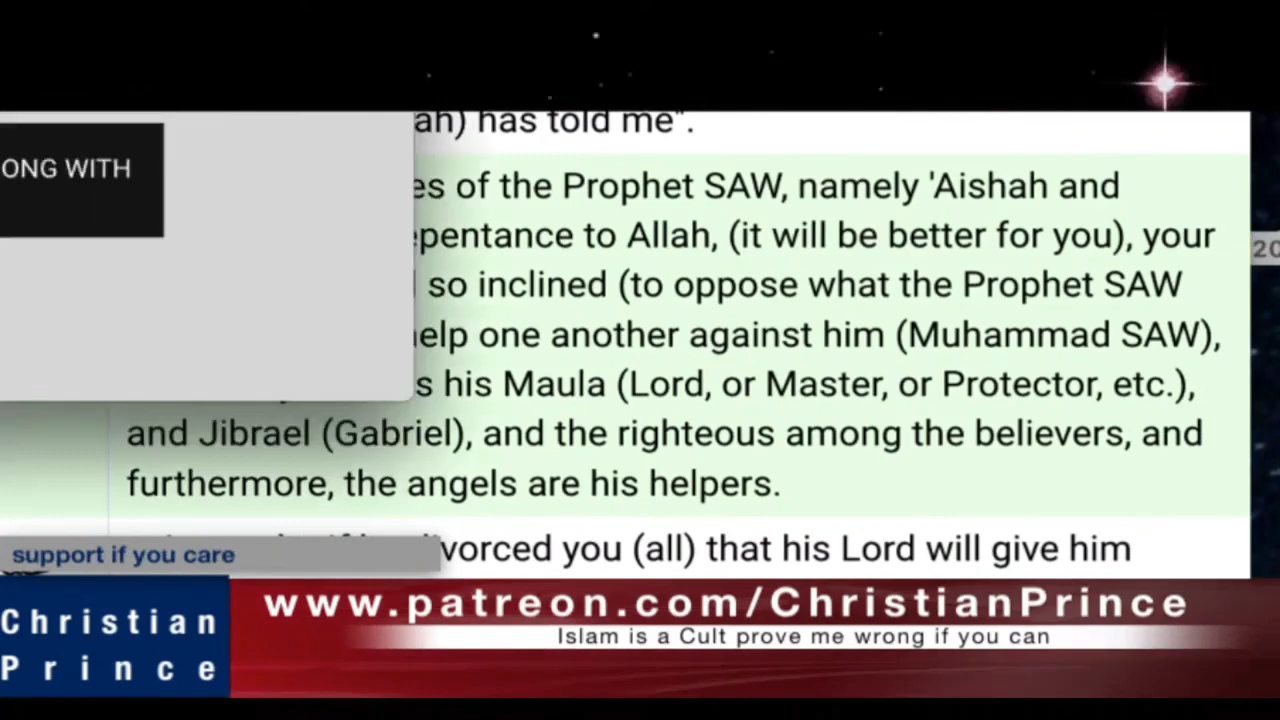 ah) has told me".
ONG WITH
es of the Prophet SAW, namely 'Aishah and
epentance to Allah, (it will be better for you), your
so inclined (to oppose what the Prophet SAW
help one another against him (Muhammad SAW),
s his Maula (Lord, or Master, or Protector, etc.),
and Jibrael (Gabriel), and the righteous among the believers, and
furthermore, the angels are his helpers.
vorced you (all) that his Lord will give him
20
support if you care
Christian
Prince
www.patreon.com/ChristianPrince
Islam is a Cult prove me wrong if you can